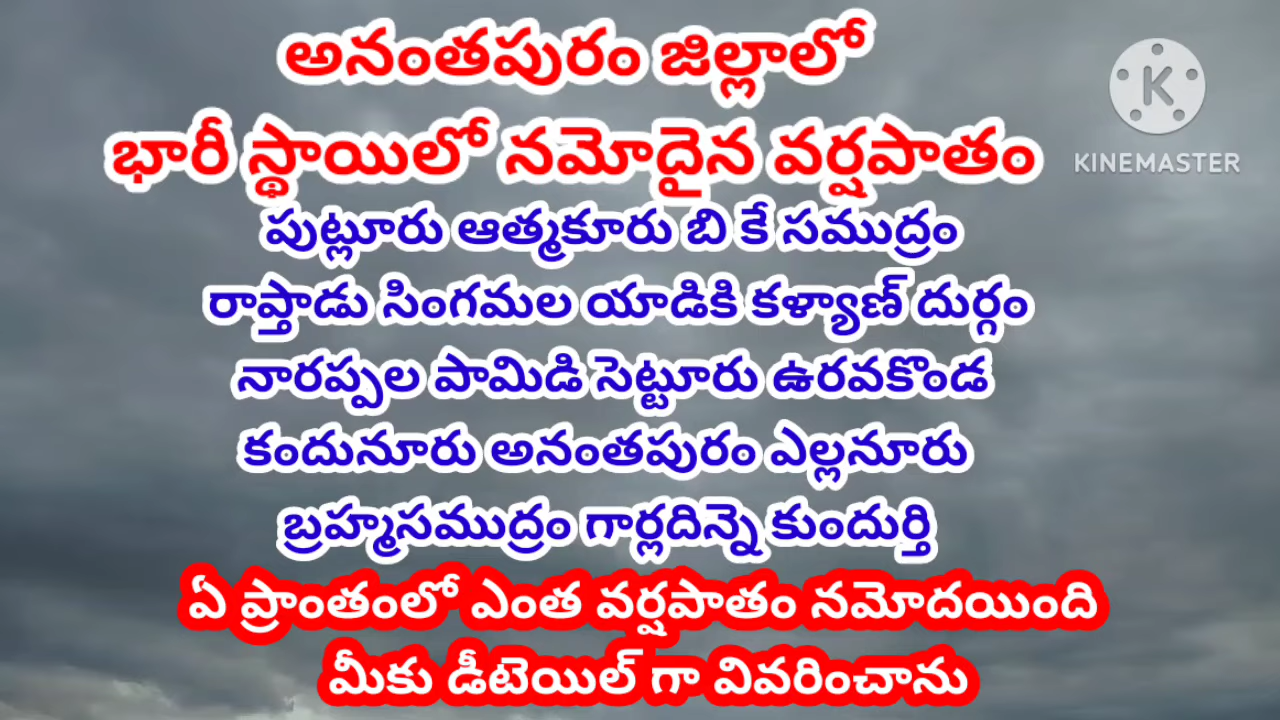 అనంతపురం జిల్లాలో
భారీ స్థాయిలో నమోదైన వర్షపాతం
పుట్లూరు ఆత్మకూరు బి కే సముద్రం
రాప్తాడు సింగమల యాడికి కళ్యాణ్ దుర్గం
నారప్పల పామిడి సెట్టూరు ఉరవకొండ
కందునూరు అనంతపురం ఎల్లనూరు
బ్రహ్మసముద్రం గార్లదిన్నె కుందుర్తి
ఏ ప్రాంతంలో ఎంత వర్షపాతం నమోదయింది
మీకు డీటెయిల్ గా వివరించాను
K
KINEMASTER